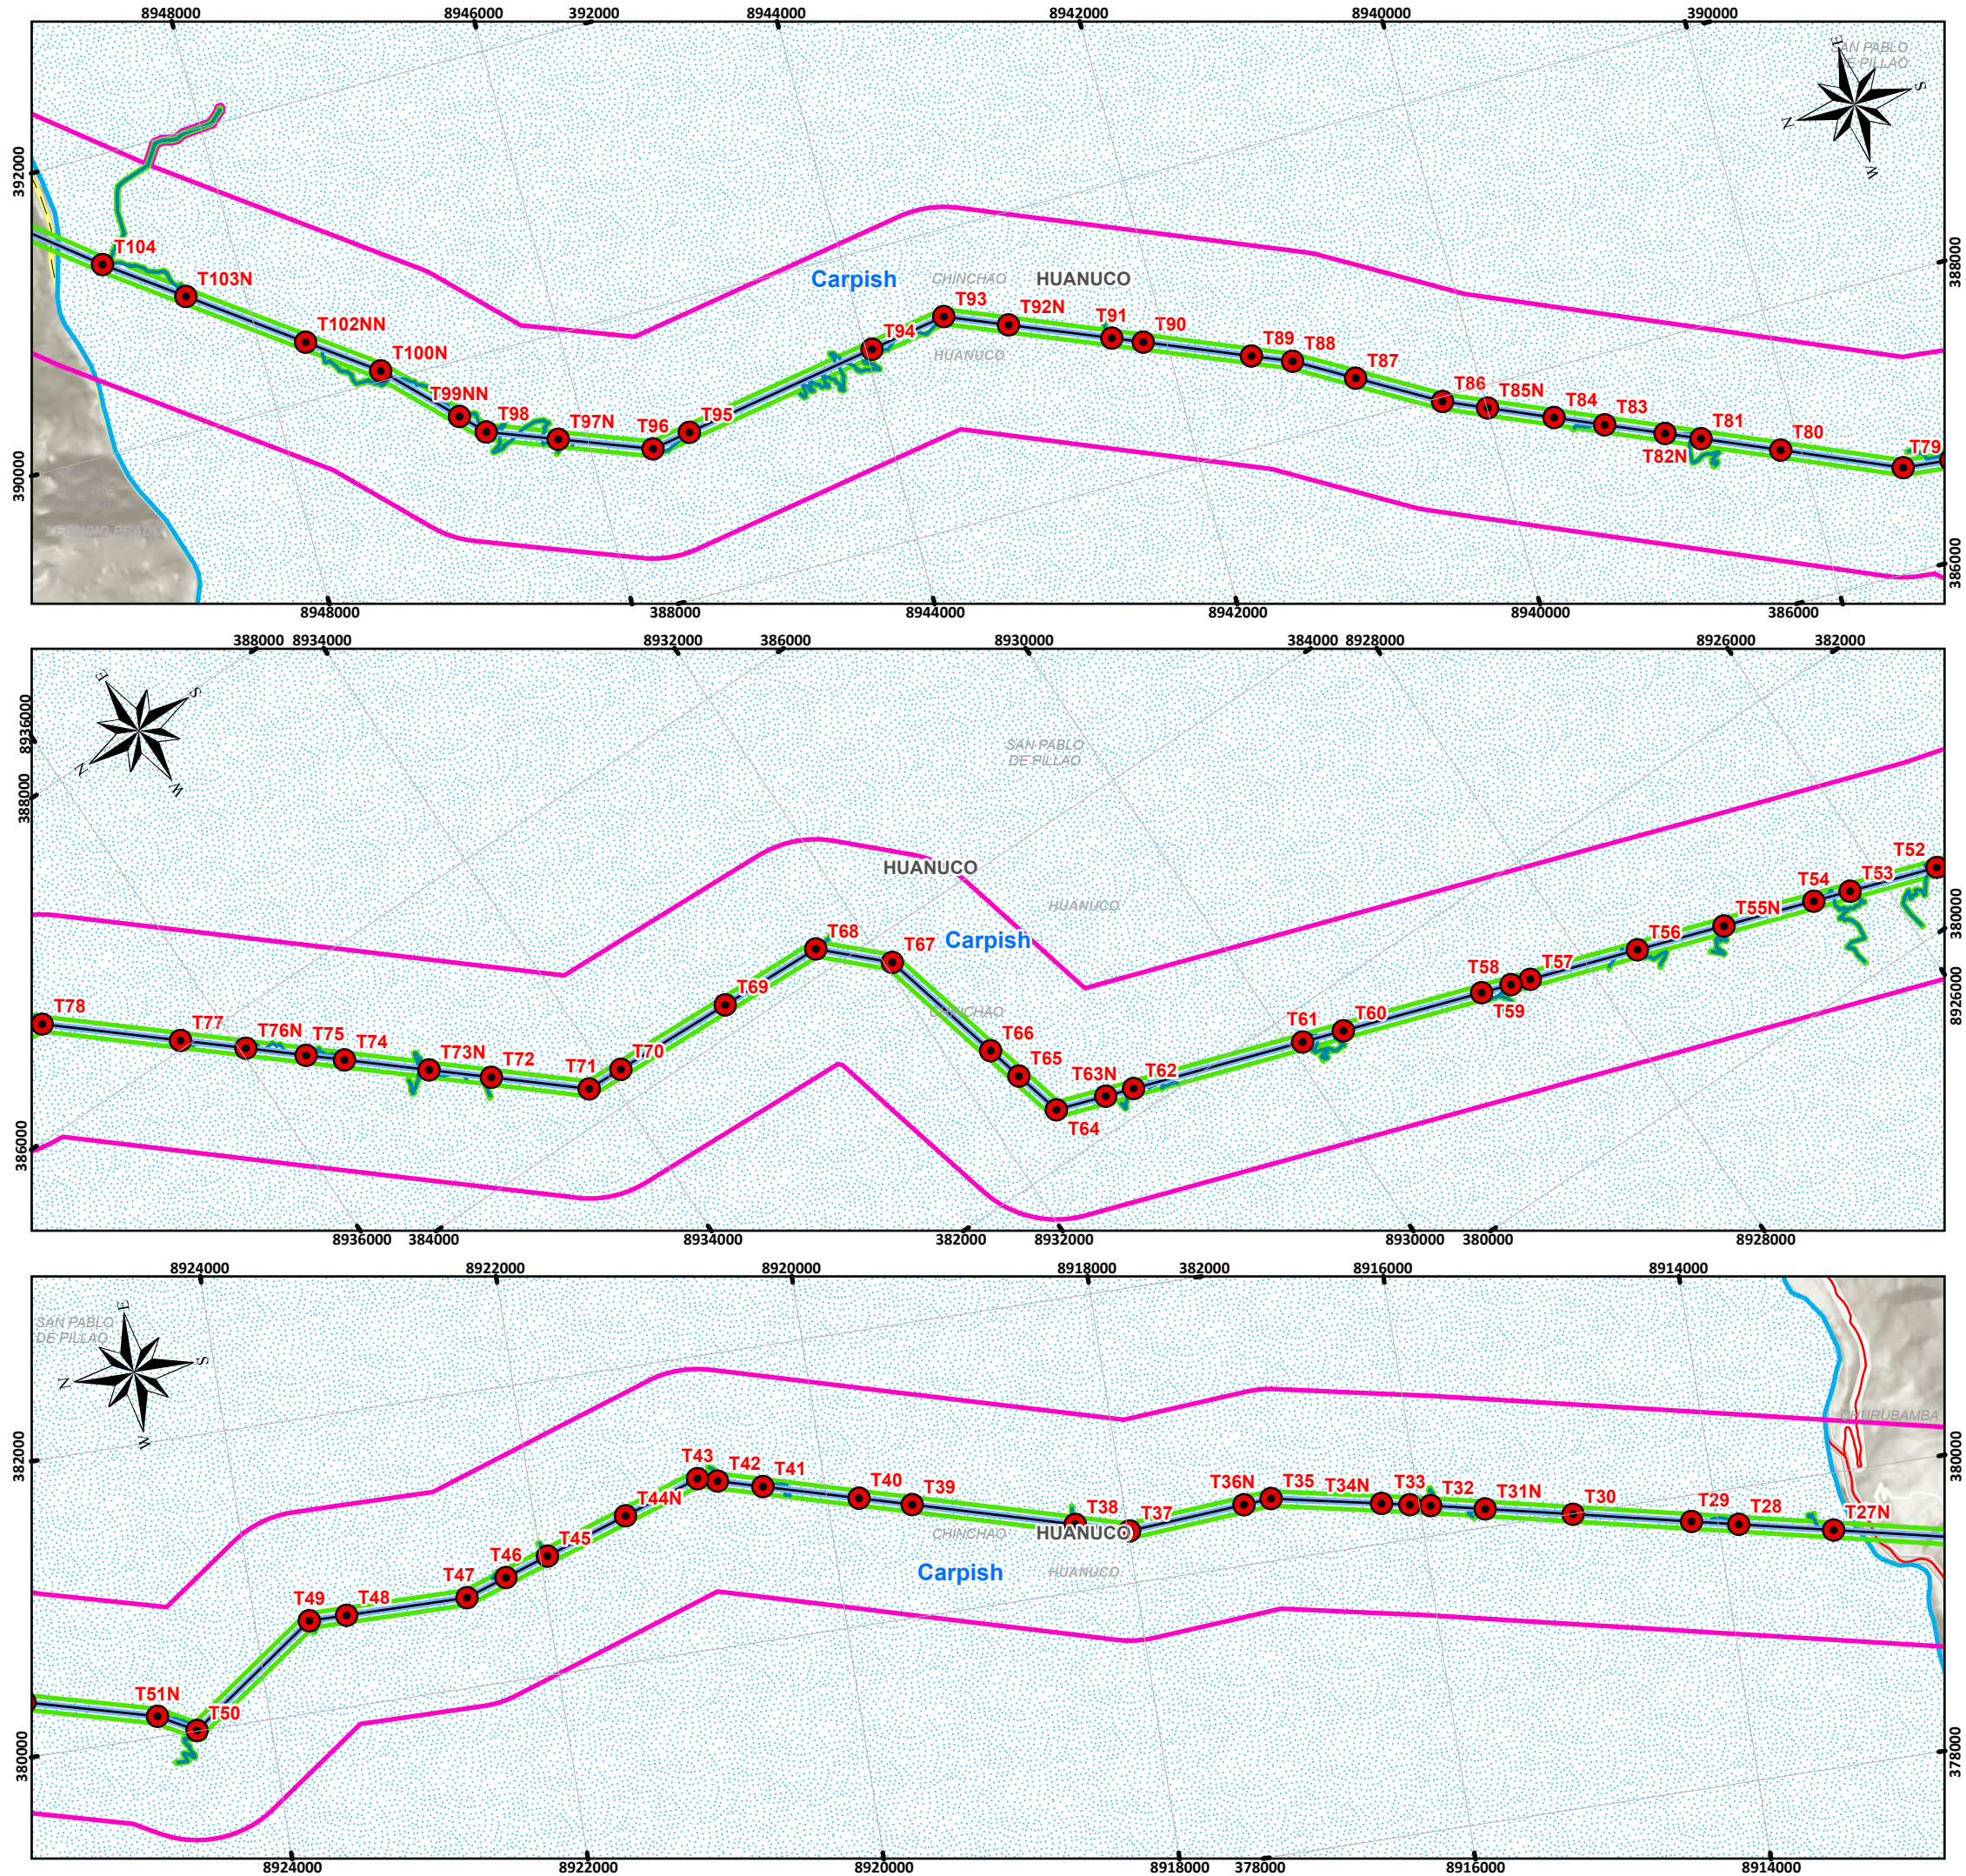 8948000 8946000 392000 8944000 8942000 8940000 390000
SAN PABLO
DE PILLAO
E
S
N
W
392000
390000
388000
386000
T104
T103N
T102NN
T100N
T99NN
T98
T97N
T96
T95
T94
T93
T92N
T91
T90
T89
T88
T87
T86
T85N
T84
T83
T82N
T81
T80
T79
Carpish
CHINCHAO
HUANUCO
HUANUCO
LEONCIO PRADO
8948000 388000 8944000 8942000 8940000 386000
388000 8934000 8932000 386000 8930000 384000 8928000 8926000 382000
E
S
N
W
8936000
388000
386000
380000
8926000
SAN PABLO
DE PILLAO
HUANUCO
HUANUCO
Carpish
CHINCHAO
T78
T77
T76N
T75
T74
T73N
T72
T71
T70
T69
T68
T67
T66
T65
T64
T63N
T62
T61
T60
T59
T58
T57
T56
T55N
T54
T53
T52
8936000 384000 8934000 382000 8932000 8930000 380000 8928000
8924000 8922000 8920000 8918000 382000 8916000 8914000
SAN PABLO
DE PILLAO
E
S
N
W
382000
380000
380000
378000
CHURUBAMBA
T51N
T50
T49
T48
T47
T46
T45
T44N
T43
T42
T41
T40
T39
T38
T37
T36N
T35
T34N
T33
T32
T31N
T30
T29
T28
T27N
CHINCHAO
HUANUCO
Carpish
HUANUCO
8924000 8922000 8920000 8918000 378000 8916000 8914000